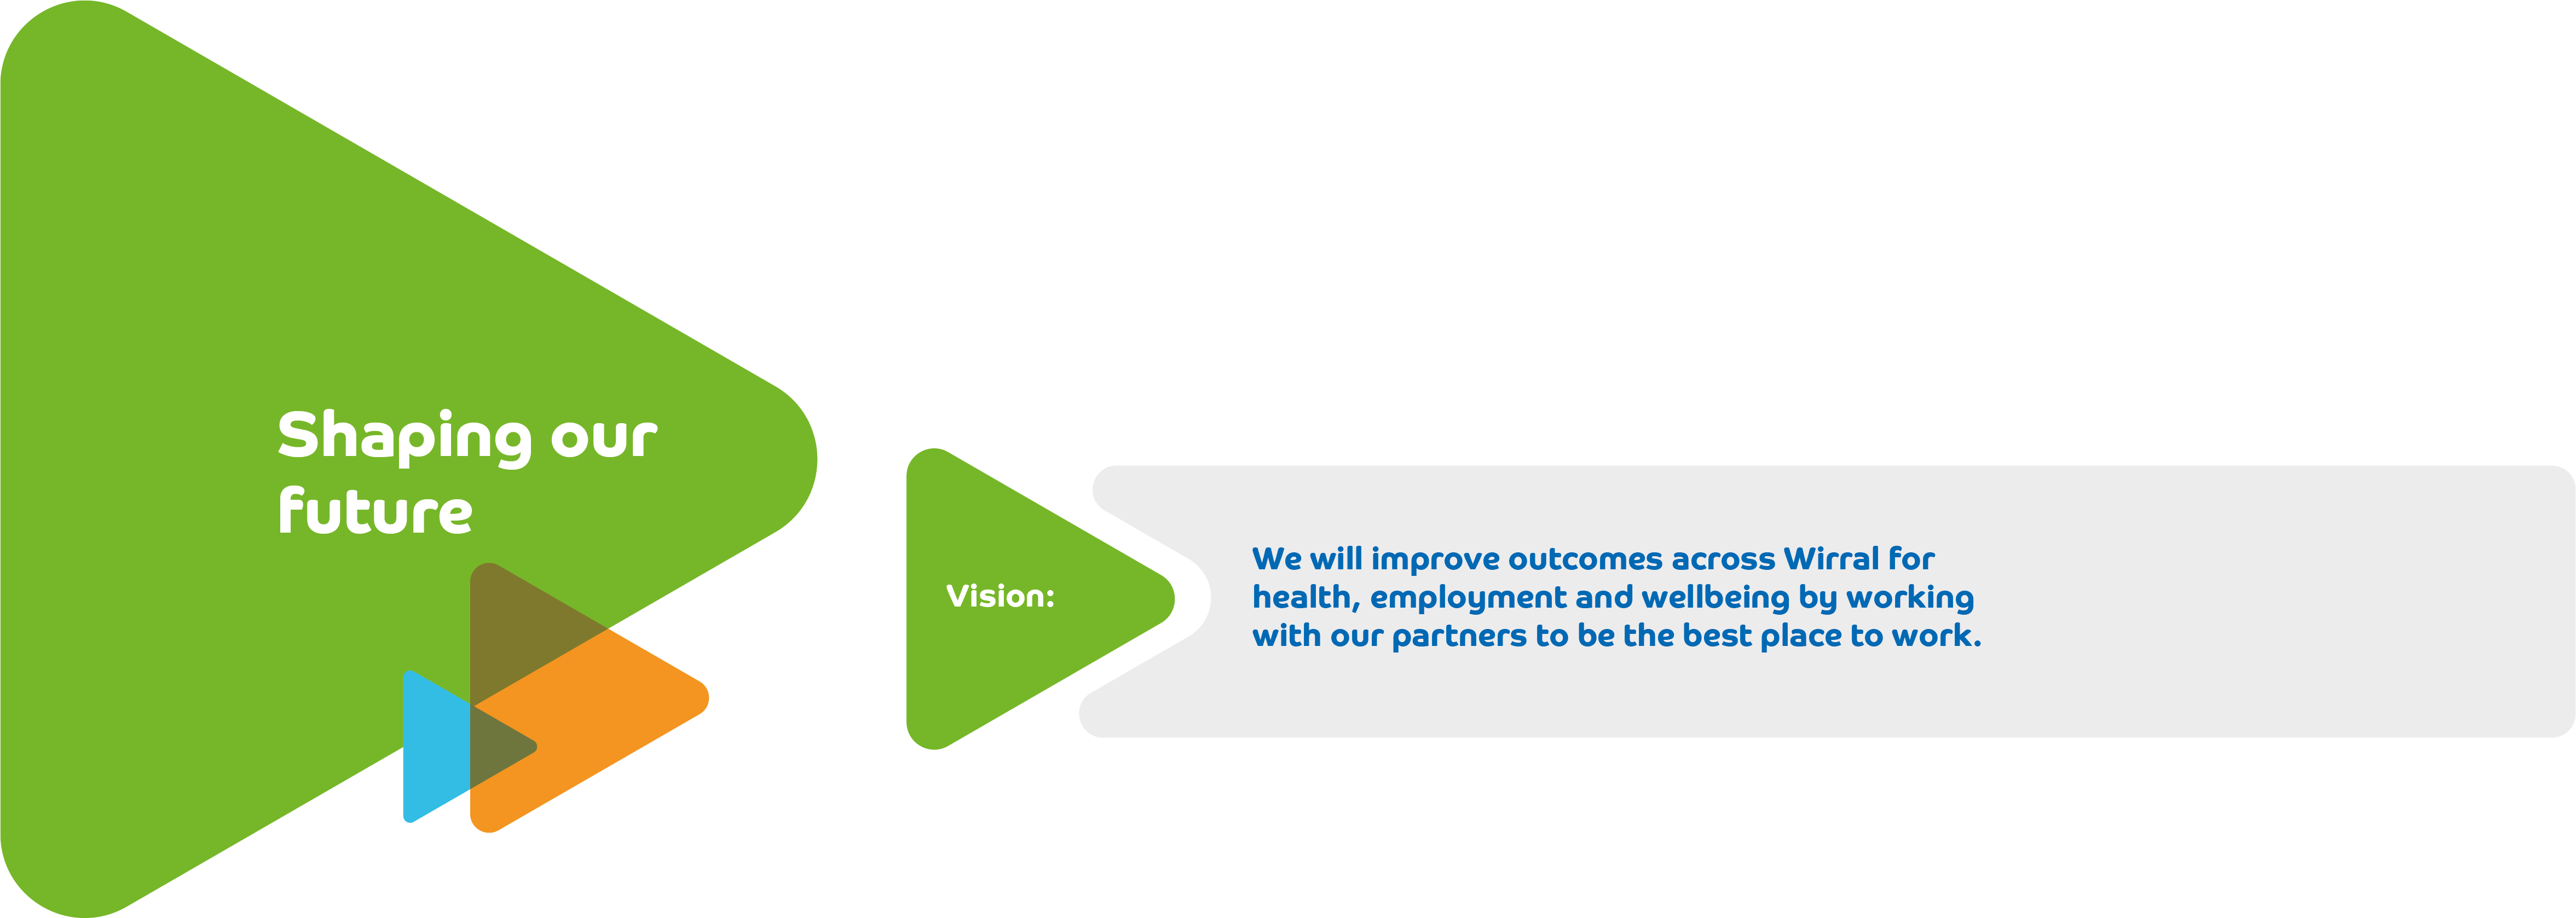 Shaping our
future
Vision:
We will improve outcomes across Wirral for
health, employment and wellbeing by working
with our partners to be the best place to work.